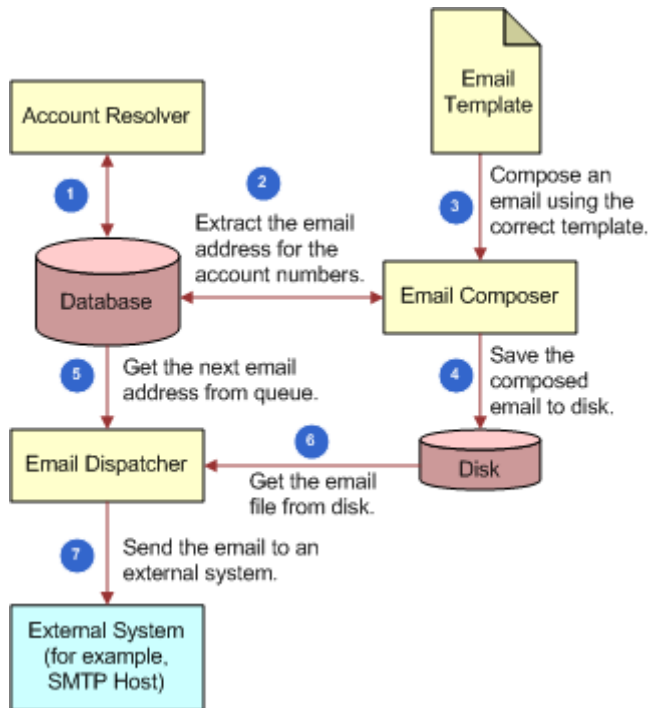 Email
Template
Account Resolver
1
2
Extract the email
address for the
account numbers.
3
Compose an
email using the
correct template.
Database
Email Composer
5
Get the next email
address from queue.
4
Save the
composed
email to disk.
Email Dispatcher
6
Get the email
file from disk.
Disk
7
Send the email to an
external system.
External System
(for example,
SMTP Host)